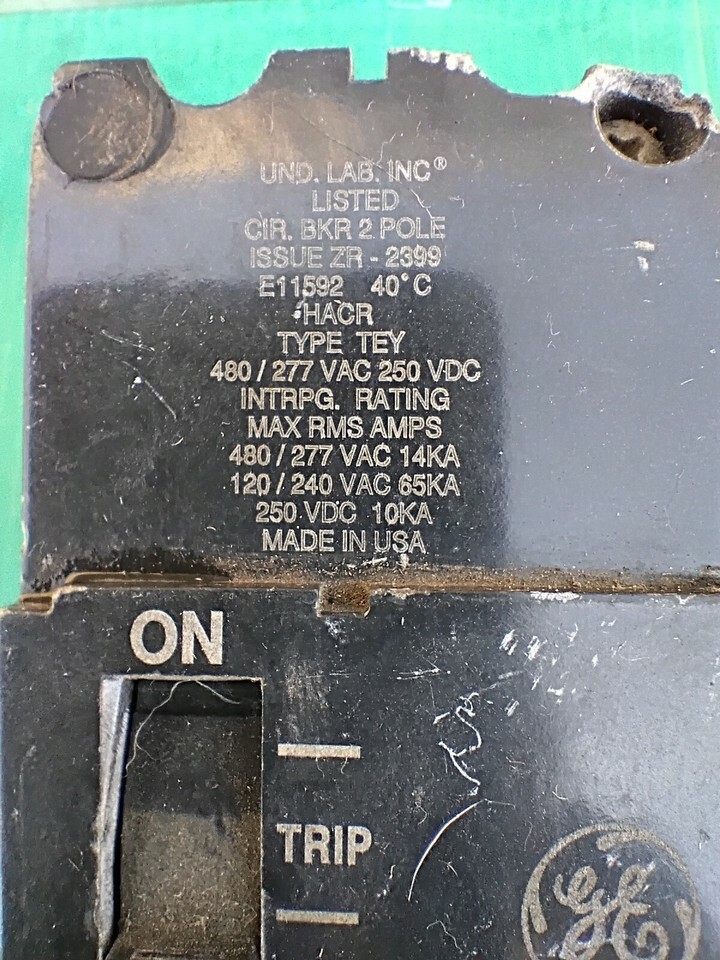 UND. LAB. INC®
LISTED
CIR. BKR 2 POLE
ISSUE ZR - 2399
E11592 40°C
HACR
TYPE TEY
480 / 277 VAC 250 VDC
INTRPG. RATING
MAX RMS AMPS
480 / 277 VAC 14KA
120 / 240 VAC 65KA
250 VDC 10KA
MADE IN USA
ON
TRIP
GE